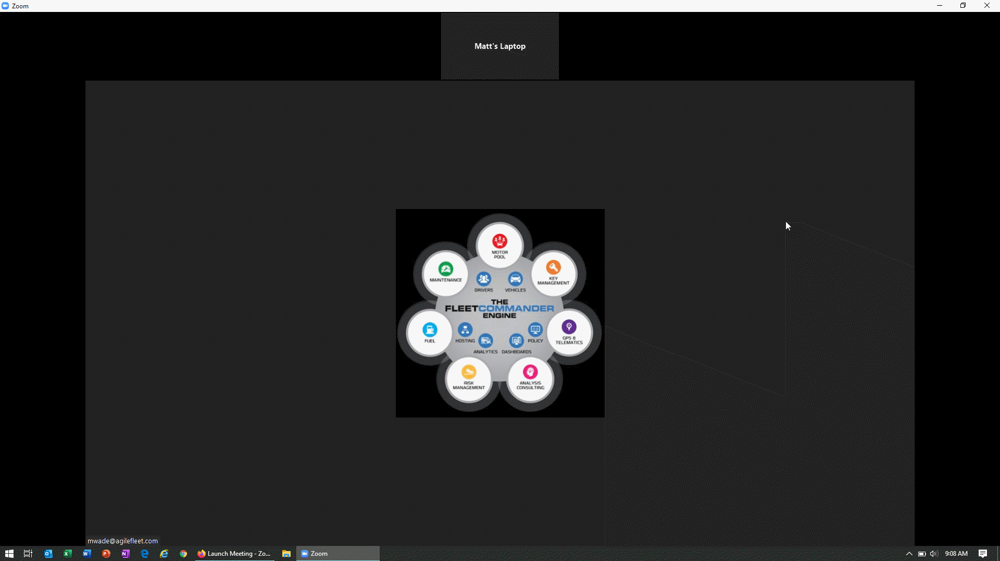 Zoom
Matt's Laptop
MOTOR
POOL
MAINTENANCE
KEY
MANAGEMENT
DRIVERS
VEHICLES
THE
FLEETCOMMANDER
ENGINE
FUEL
HOSTING
ANALYTICS
DASHBOARDS
POLICY
GPS &
TELEMATICS
RISK
MANAGEMENT
ANALYSIS
CONSULTING
mwade@agilefleet.com
Launch Meeting - Zo...
Zoom
9:08 AM